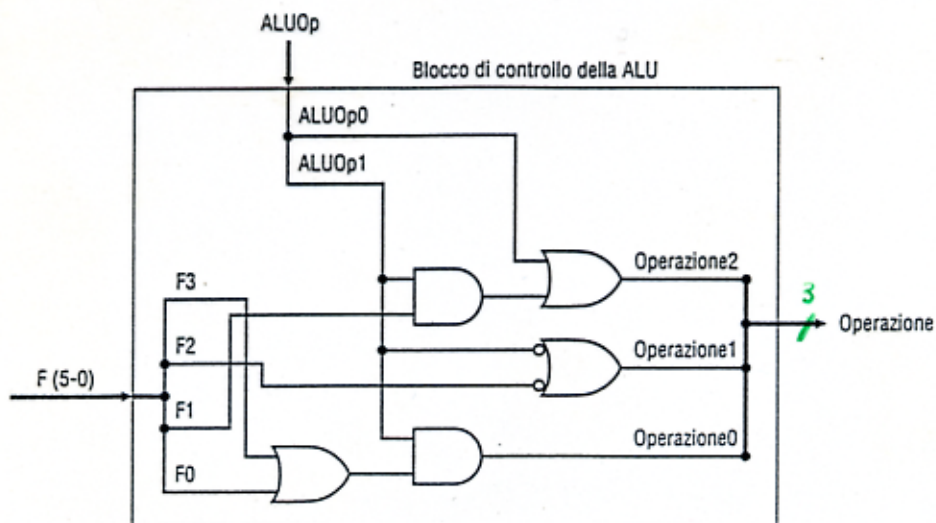 ALUOp
Blocco di controllo della ALU
ALUOp0
ALUOp1
Operazione2
F3
3
Operazione
F2
Operazione1
F (5-0)
F1
Operazione0
F0